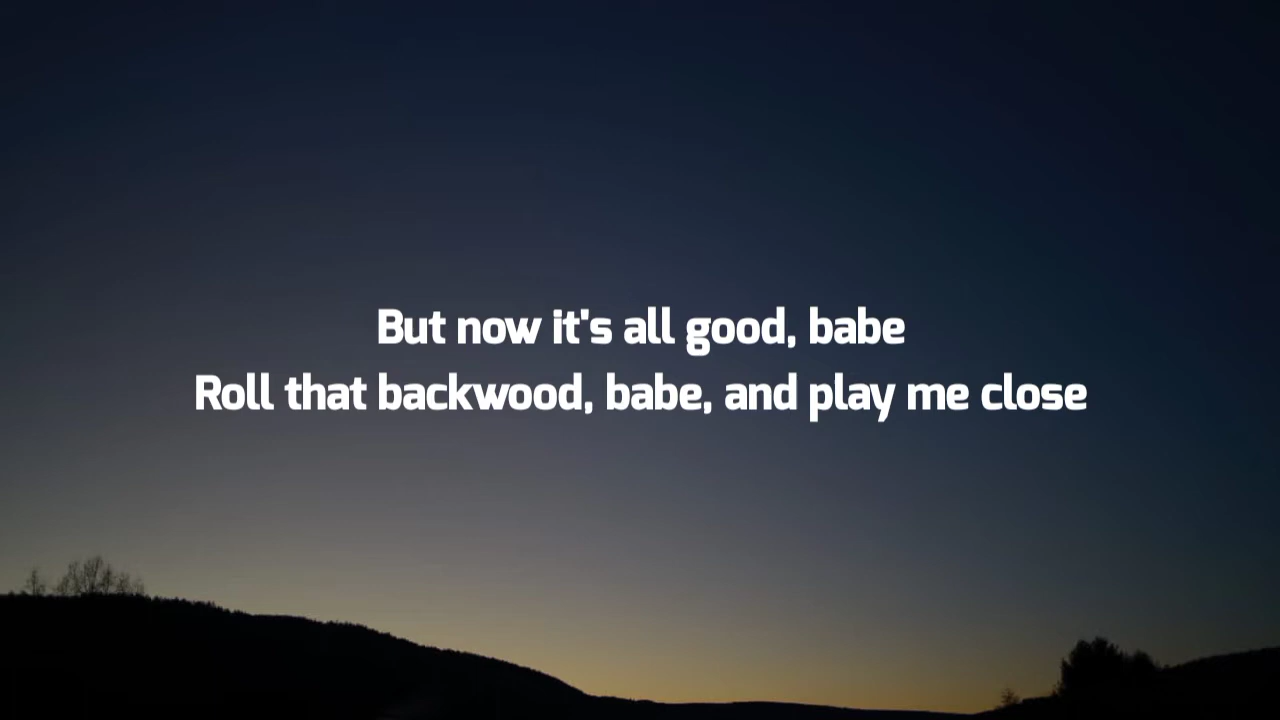 But now it's all good, babe
Roll that backwood, babe, and play me close